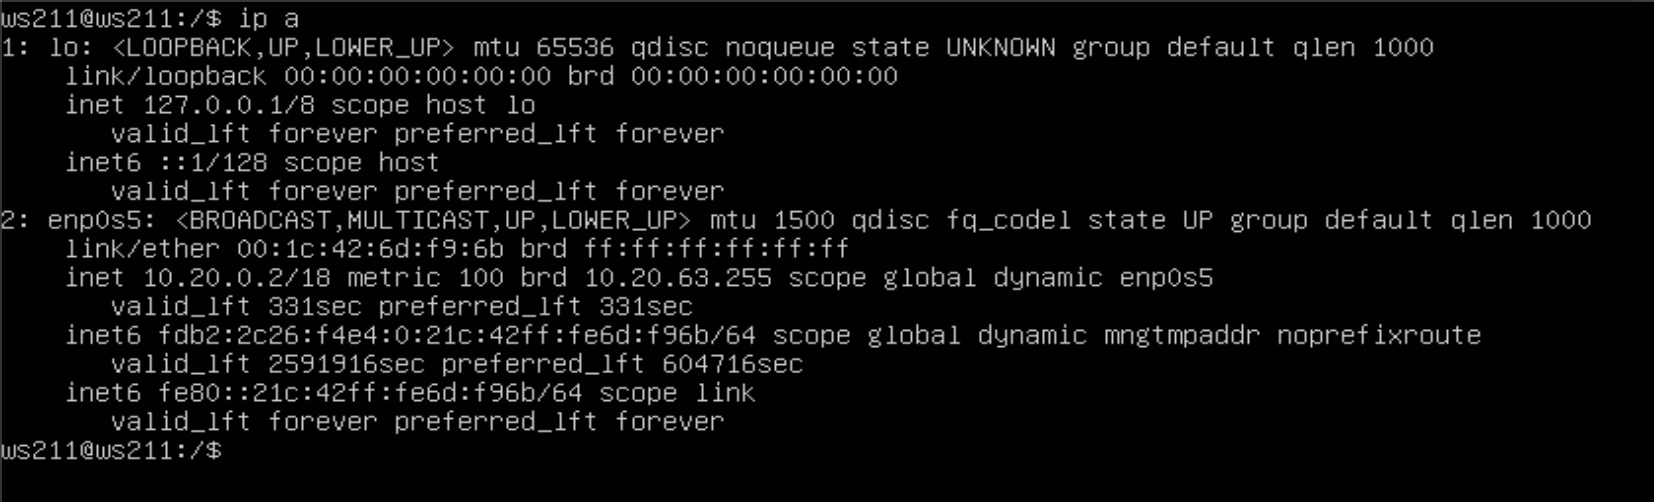 ws211@ws211:/$ ip a
1: lo: <LOOPBACK,UP,LOWER_UP> mtu 65536 qdisc noqueue state UNKNOWN group default qlen 1000
    link/loopback 00:00:00:00:00:00 brd 00:00:00:00:00:00
    inet 127.0.0.1/8 scope host lo
       valid_lft forever preferred_lft forever
    inet6 ::1/128 scope host
       valid_lft forever preferred_lft forever
2: enp0s5: <BROADCAST,MULTICAST,UP,LOWER_UP> mtu 1500 qdisc fq_codel state UP group default qlen 1000
    link/ether 00:1c:42:6d:f9:6b brd ff:ff:ff:ff:ff:ff
    inet 10.20.0.2/18 metric 100 brd 10.20.63.255 scope global dynamic enp0s5
       valid_lft 331sec preferred_lft 331sec
    inet6 fdb2:2c26:f4e4:0:21c:42ff:fe6d:f96b/64 scope global dynamic mngtmpaddr noprefixroute
       valid_lft 2591916sec preferred_lft 604716sec
    inet6 fe80::21c:42ff:fe6d:f96b/64 scope link
       valid_lft forever preferred_lft forever
ws211@ws211:/$